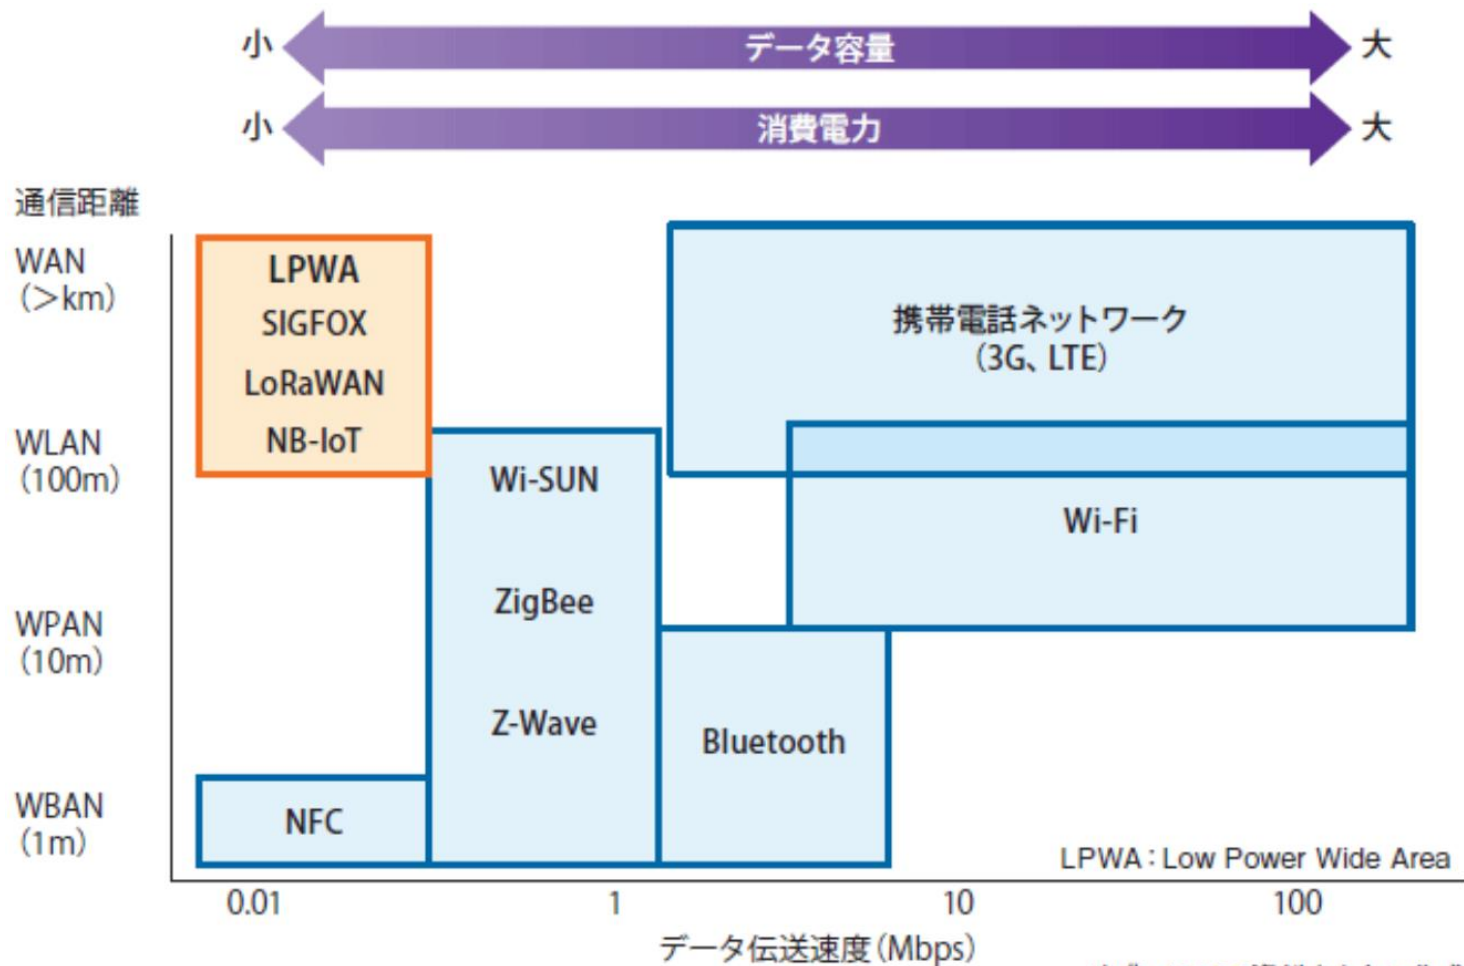 小 データ容量 大
小 消費電力 大
通信距離
WAN
(>km)
LPWA
SIGFOX
LoRaWAN
NB-IoT
携帯電話ネットワーク
(3G、LTE)
WLAN
(100m)
Wi-SUN
Wi-Fi
ZigBee
WPAN
(10m)
Z-Wave
Bluetooth
WBAN
(1m)
NFC
LPWA:Low Power Wide Area
0.01 1 10 100
データ伝送速度(Mbps)